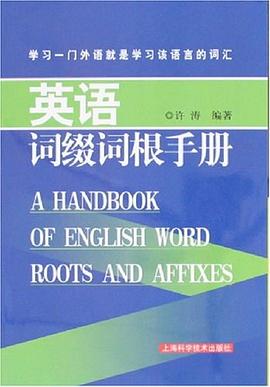 学习一门外语就是学习该语言的词汇
英语
◎许 涛 编著
词缀词根手册
A HANDBOOK
OF ENGLISH WORD
ROOTS AND AFFIXES
上海科学技术出版社